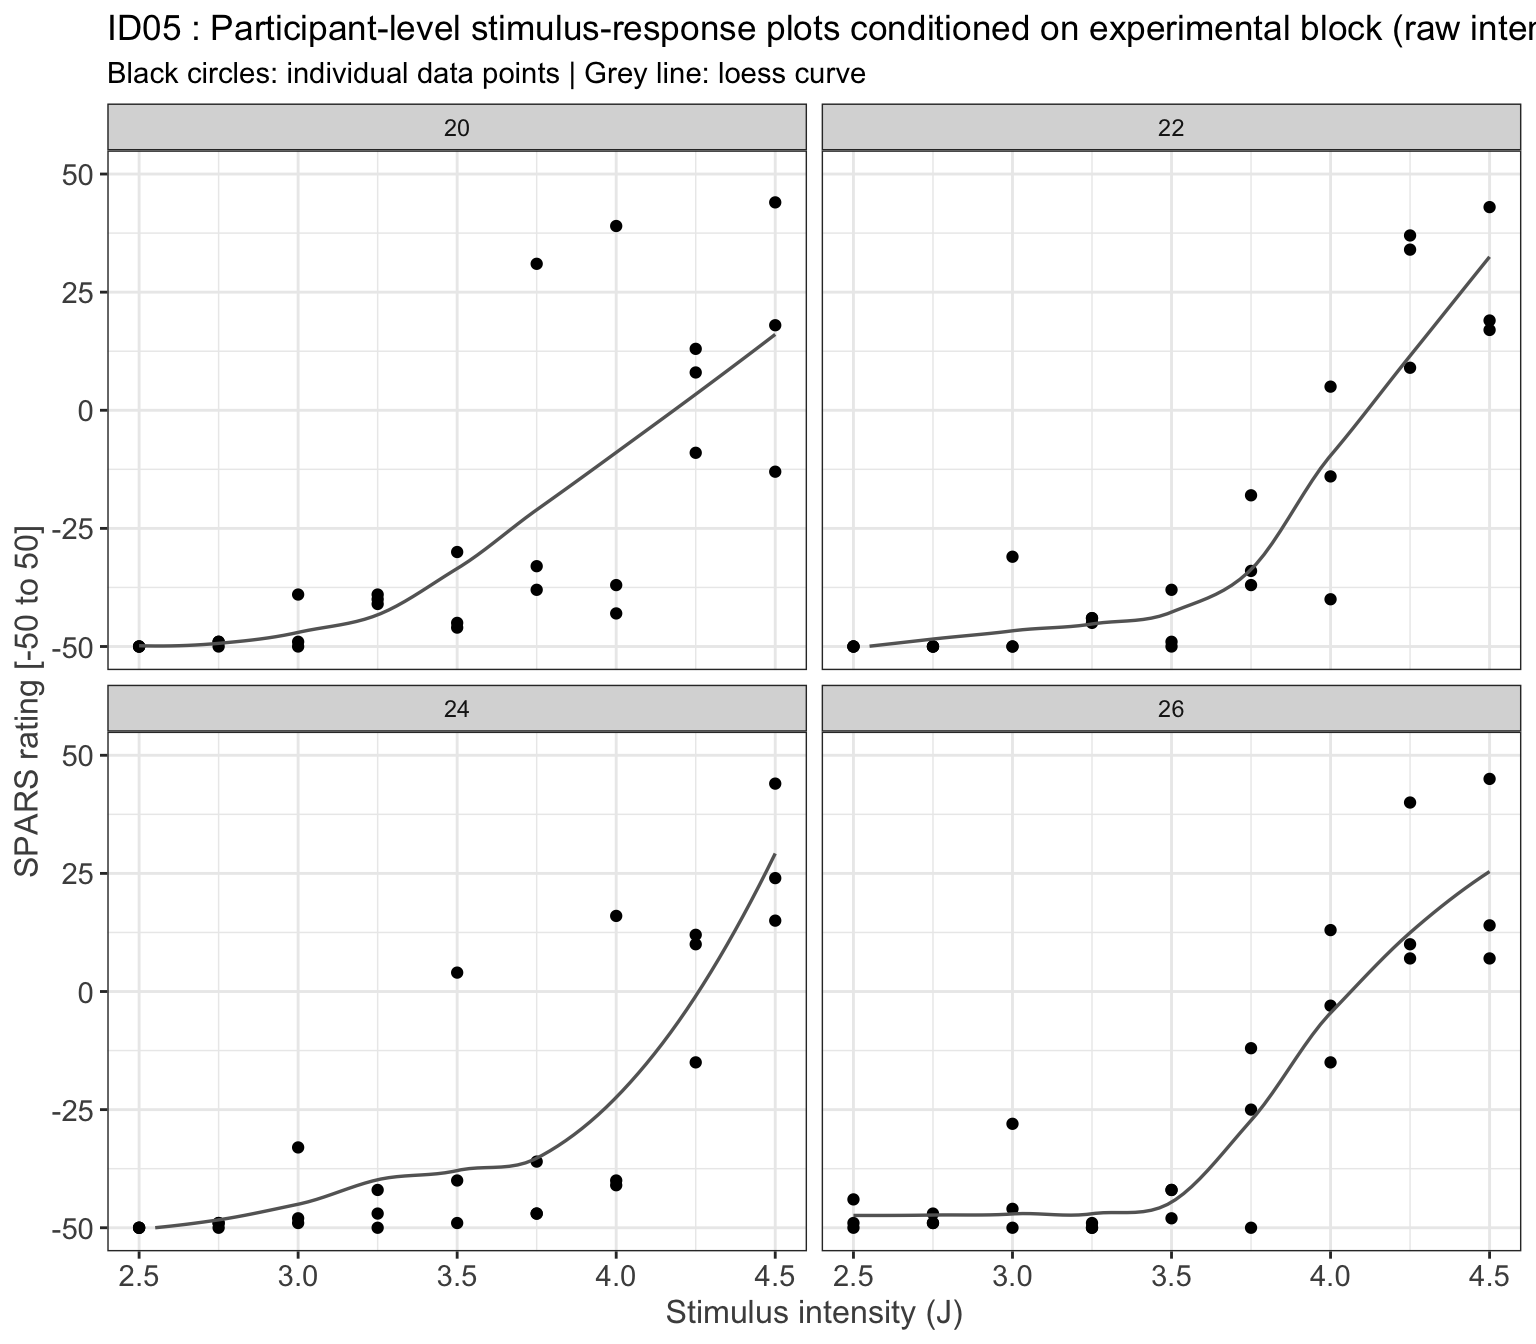 ID05 : Participant-level stimulus-response plots conditioned on experimental block (raw inter
Black circles: individual data points | Grey line: loess curve
20
22
50
25
0
-25
-50
24
26
50
25
0
-25
-50
SPARS rating [-50 to 50]
2.5 3.0 3.5 4.0 4.5
2.5 3.0 3.5 4.0 4.5
Stimulus intensity (J)